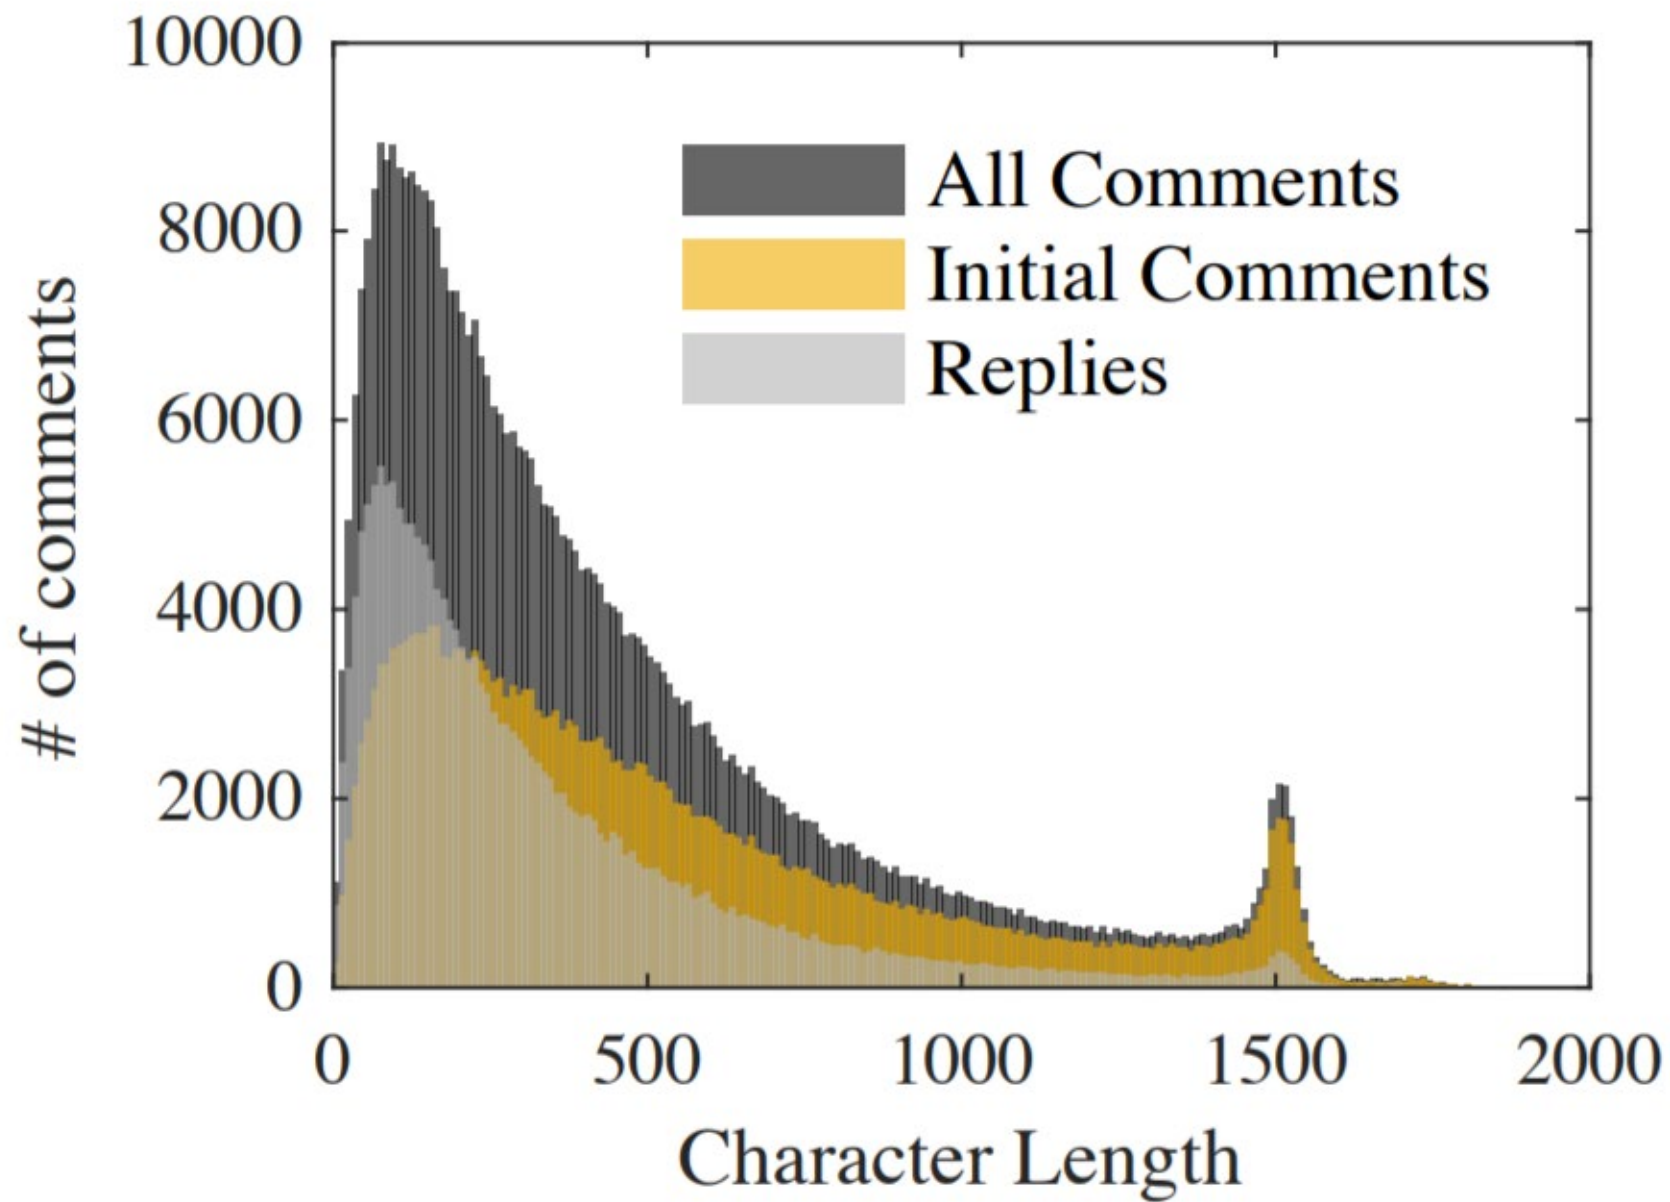 10000
8000
6000
4000
2000
0
# of comments
All Comments
Initial Comments
Replies
0 500 1000 1500 2000
Character Length